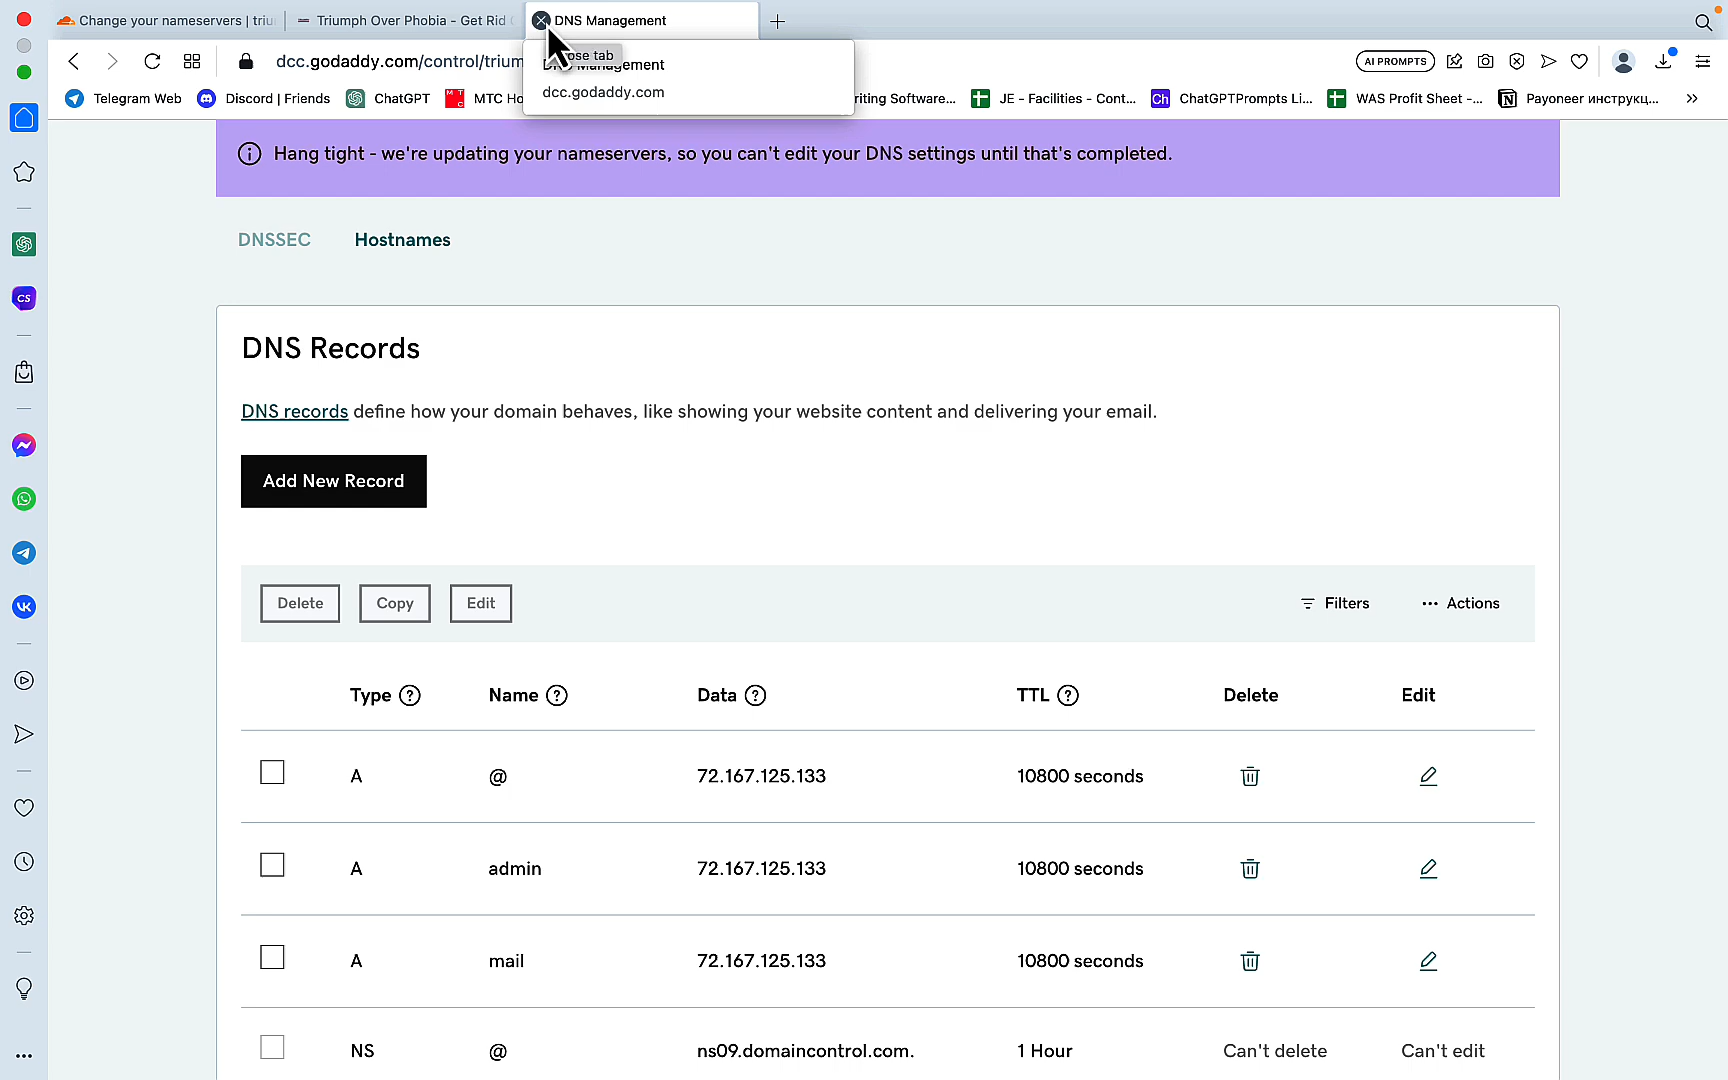 Change your nameservers | triu
Triumph Over Phobia - Get Rid
DNS Management
dcc.godaddy.com/control/trium
AI PROMPTS
ose tab
DNS Management
dcc.godaddy.com
Telegram Web
Discord | Friends
ChatGPT
MTC Ho
riting Software...
JE - Facilities - Cont...
Ch
ChatGPTPrompts Li...
WAS Profit Sheet -...
Payoneer инструкц...
Hang tight - we're updating your nameservers, so you can't edit your DNS settings until that's completed.
DNSSEC
Hostnames
CS
DNS Records
DNS records define how your domain behaves, like showing your website content and delivering your email.
Add New Record
Delete
Copy
Edit
Filters
Actions
Type
Name
Data
TTL
Delete
Edit
A @ 72.167.125.133 10800 seconds
A admin 72.167.125.133 10800 seconds
A mail 72.167.125.133 10800 seconds
NS @ ns09.domaincontrol.com. 1 Hour Can't delete Can't edit